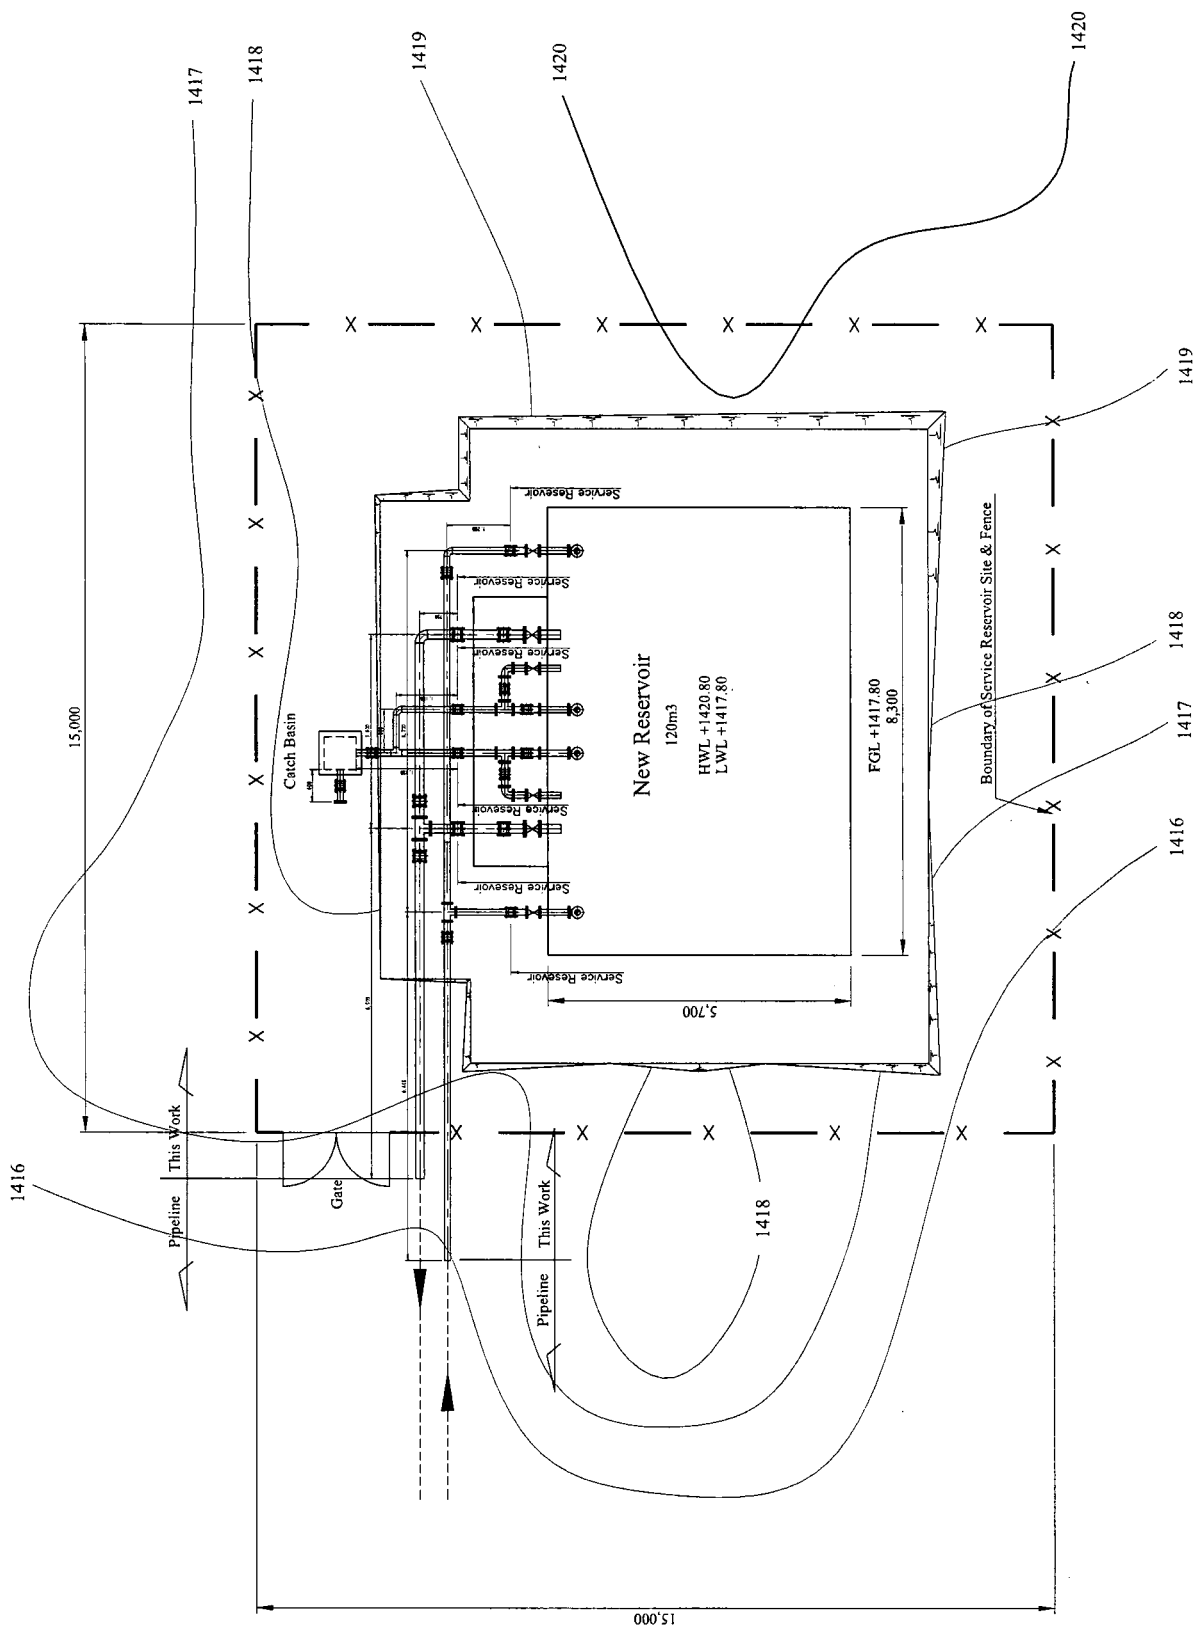 1417
1418
1419
1420
1420
15,000
Catch Basin
Service Reservoir
Service Resevoir
Service Resevoir
Service Resevoir
Service Resevoir
Service Reservoir
New Reservoir
120m3
HWL +1420.80
LWL +1417.80
FGL +1417.80
8,300
5,700
Boundary of Service Reservoir Site & Fence
1419
1418
1417
1416
Pipeline
This Work
1416
Gate
Pipeline
This Work
1418
15,000